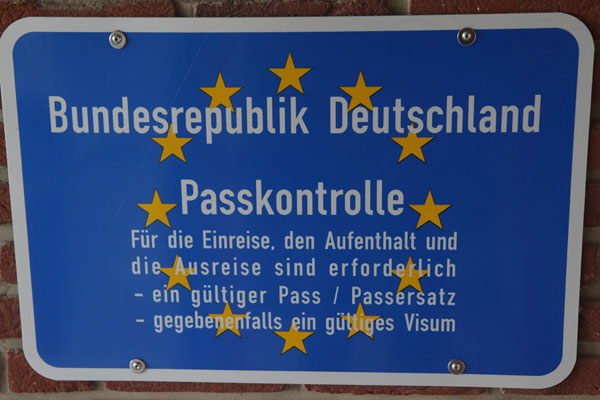 Bundesrepublik Deutschland
Passkontrolle
Für die Einreise, den Aufenthalt und
die Ausreise sind erforderlich
- ein gültiger Pass / Passersatz
- gegebenenfalls ein gültiges Visum